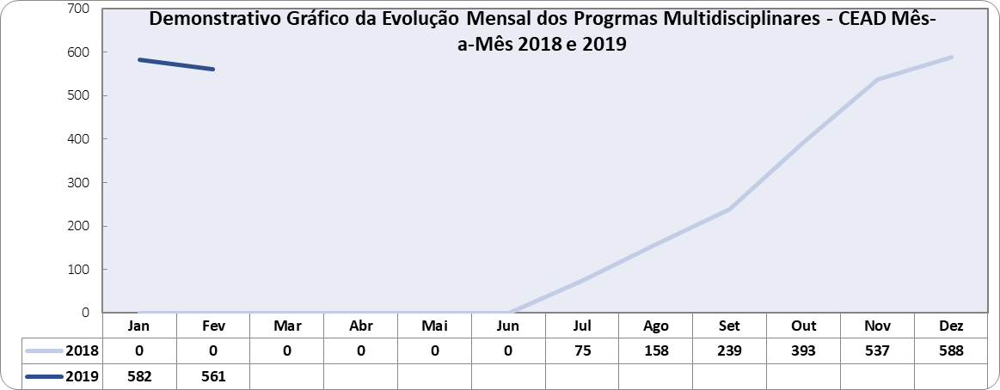 Demonstrativo Gráfico da Evolução Mensal dos Progrmas Multidisciplinares - CEAD Mês-
a-Mês 2018 e 2019
700
600
500
400
300
200
100
0
Jan Fev Mar Abr Mai Jun Jul Ago Set Out Nov Dez
2018 0 0 0 0 0 0 75 158 239 393 537 588
2019 582 561